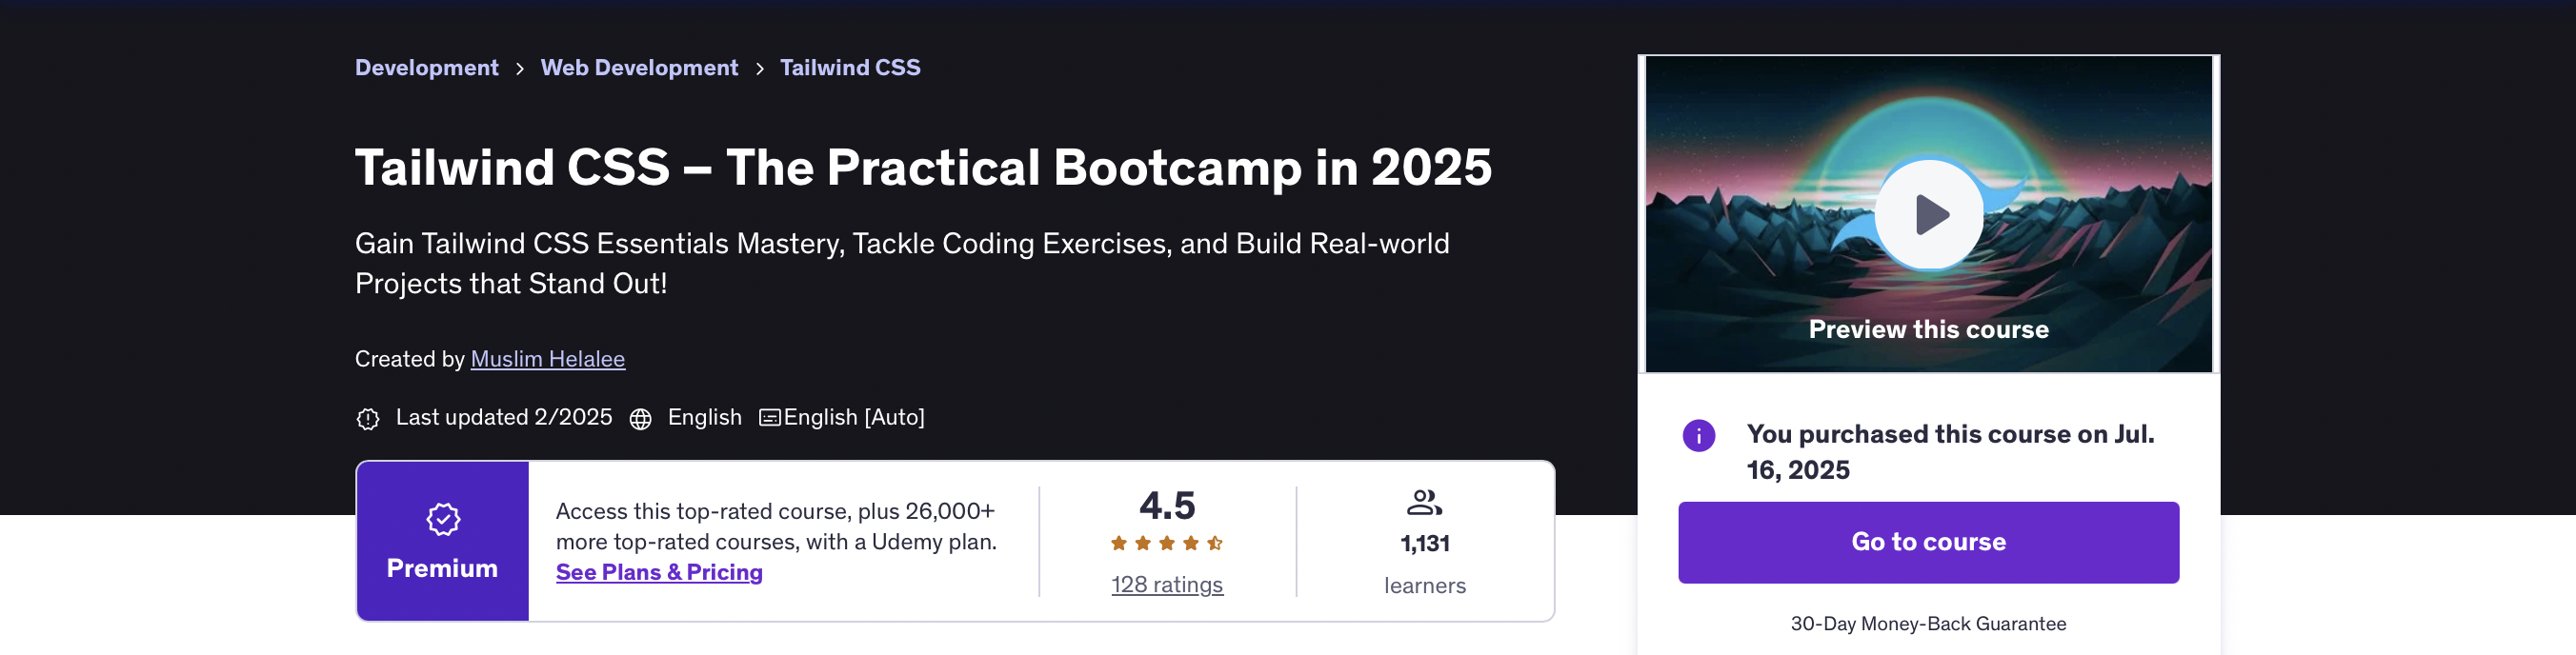 Development > Web Development > Tailwind CSS
Tailwind CSS – The Practical Bootcamp in 2025
Gain Tailwind CSS Essentials Mastery, Tackle Coding Exercises, and Build Real-world
Projects that Stand Out!
Created by Muslim Helalee
Last updated 2/2025 English English [Auto]
Premium
Access this top-rated course, plus 26,000+
more top-rated courses, with a Udemy plan.
See Plans & Pricing
4.5
128 ratings
1,131
learners
Preview this course
You purchased this course on Jul.
16, 2025
Go to course
30-Day Money-Back Guarantee